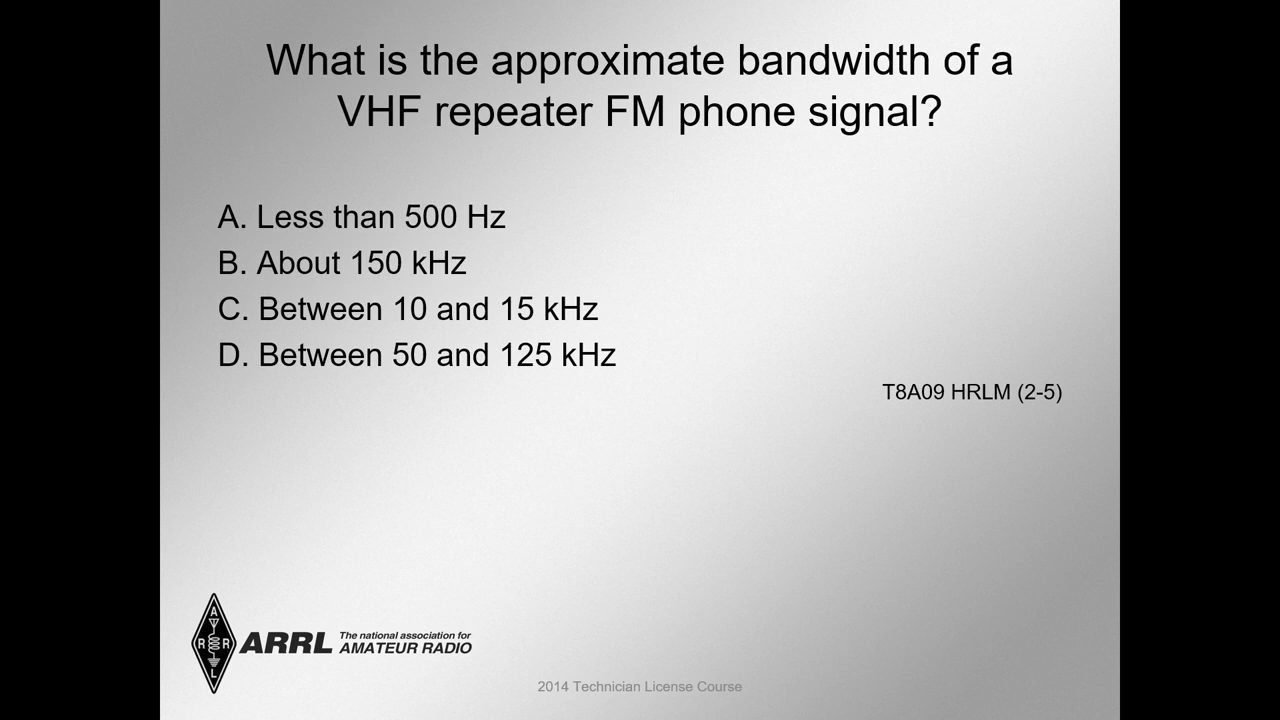 What is the approximate bandwidth of a
VHF repeater FM phone signal?
A. Less than 500 Hz
B. About 150 kHz
C. Between 10 and 15 kHz
D. Between 50 and 125 kHz
T8A09 HRLM (2-5)
A
R R
L
ARRL The national association for
AMATEUR RADIO
2014 Technician License Course